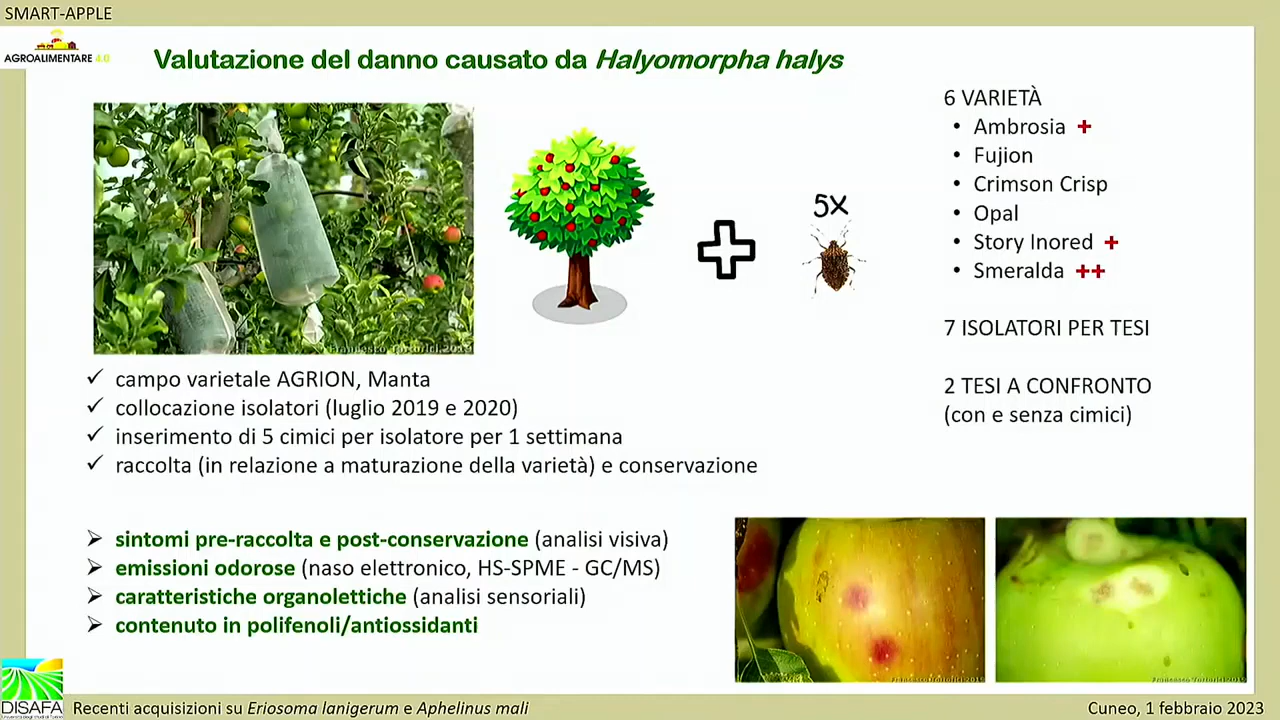 SMART-APPLE
AGROALIMENTARE 4.0
Valutazione del danno causato da Halyomorpha halys
Francesco Tortorici 2019
5X
6 VARIETÀ
• Ambrosia +
• Fujion
• Crimson Crisp
• Opal
• Story Inored +
• Smeralda ++
7 ISOLATORI PER TESI
2 TESI A CONFRONTO
(con e senza cimici)
✓ campo varietale AGRION, Manta
✓ collocazione isolatori (luglio 2019 e 2020)
✓ inserimento di 5 cimici per isolatore per 1 settimana
✓ raccolta (in relazione a maturazione della varietà) e conservazione
➢ sintomi pre-raccolta e post-conservazione (analisi visiva)
➢ emissioni odorose (naso elettronico, HS-SPME - GC/MS)
➢ caratteristiche organolettiche (analisi sensoriali)
➢ contenuto in polifenoli/antiossidanti
DISAFA
Recenti acquisizioni su Eriosoma lanigerum e Aphelinus mali
Cuneo, 1 febbraio 2023